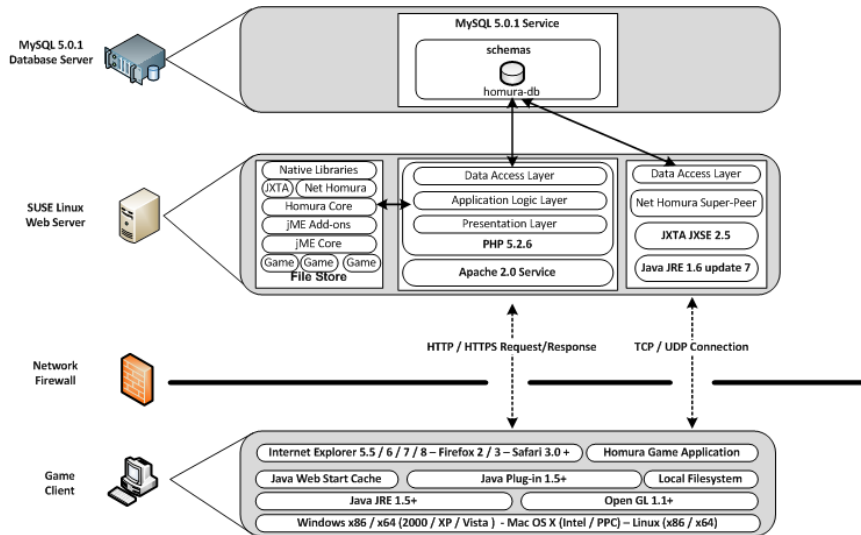 MySQL 5.0.1
Database Server
MySQL 5.0.1 Service
schemas
homura-db
SUSE Linux
Web Server
Native Libraries
JXTA
Net Homura
Homura Core
jME Add-ons
jME Core
Game
Game
Game
File Store
Data Access Layer
Application Logic Layer
Presentation Layer
PHP 5.2.6
Apache 2.0 Service
Data Access Layer
Net Homura Super-Peer
JXTA JXSE 2.5
Java JRE 1.6 update 7
HTTP / HTTPS Request/Response
TCP / UDP Connection
Network
Firewall
Game
Client
Internet Explorer 5.5 / 6 / 7 / 8 – Firefox 2 / 3 – Safari 3.0 +
Homura Game Application
Java Web Start Cache
Java Plug-in 1.5+
Local Filesystem
Java JRE 1.5+
Open GL 1.1+
Windows x86 / x64 (2000 / XP / Vista ) - Mac OS X (Intel / PPC) – Linux (x86 / x64)